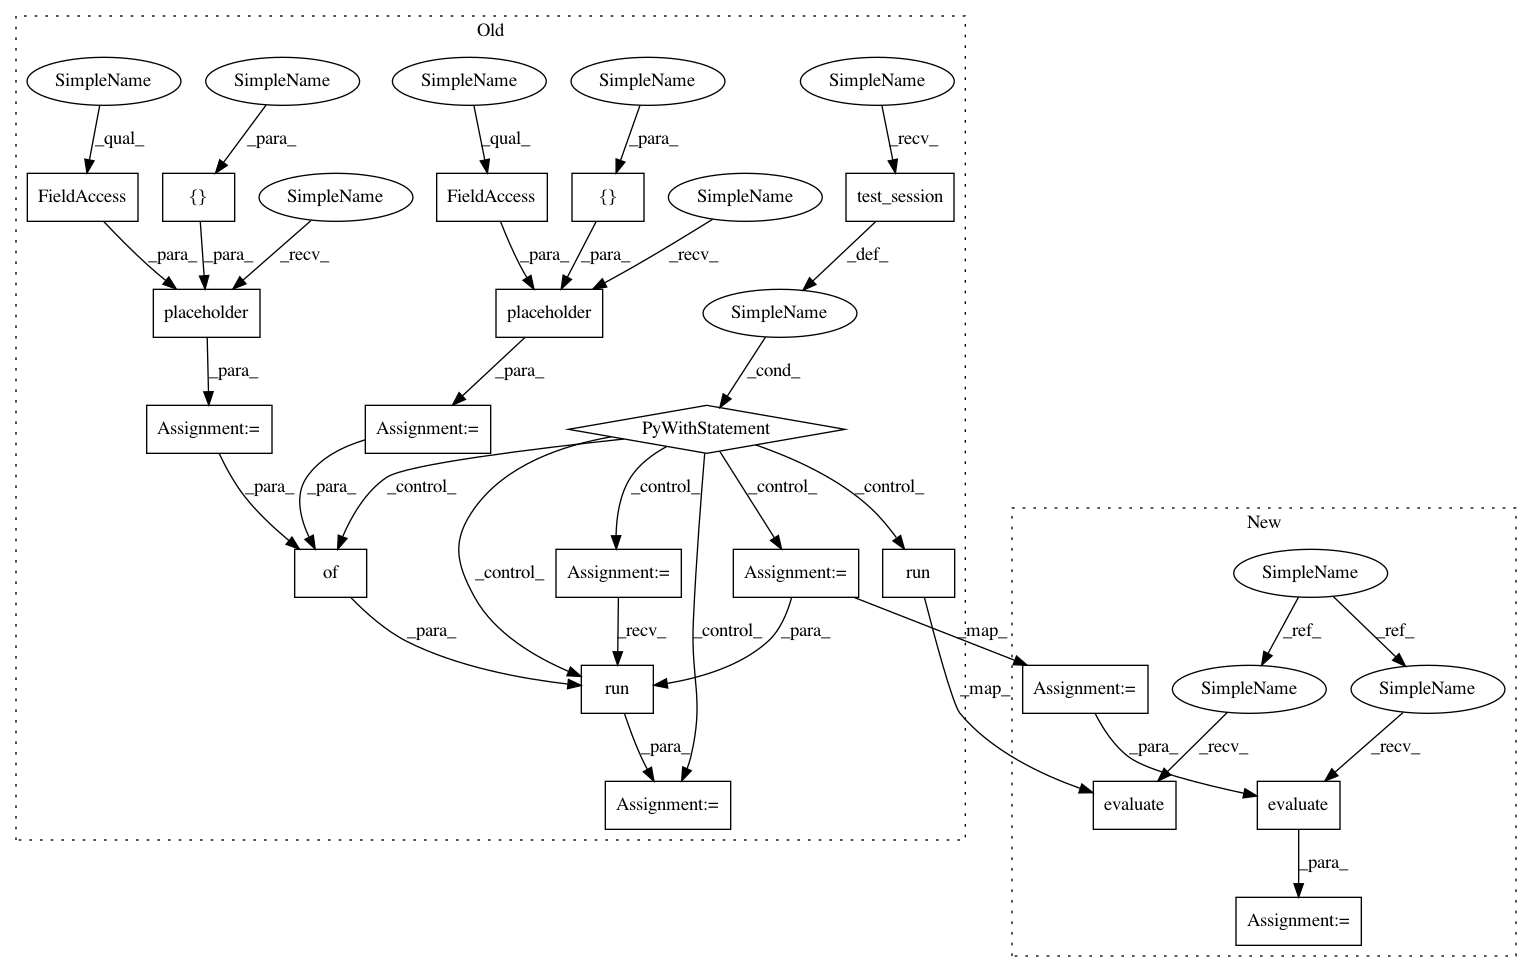 Old
SimpleName
SimpleName
SimpleName
SimpleName
SimpleName
_qual_
_para_
_qual_
_para_
_recv_
FieldAccess
{}
SimpleName
FieldAccess
{}
SimpleName
test_session
_para_
_para_
_recv_
_para_
_para_
_recv_
_def_
placeholder
placeholder
SimpleName
_para_
_para_
_cond_
Assignment:=
Assignment:=
PyWithStatement
_para_
_para_
_control_
_control_
_control_
_control_
New
of
_control_
Assignment:=
Assignment:=
run
SimpleName
_para_
_recv_
_control_
_para_
_map_
_ref_
_ref_
run
_map_
Assignment:=
SimpleName
SimpleName
_para_
_para_
_recv_
_recv_
Assignment:=
evaluate
evaluate
_para_
Assignment:=